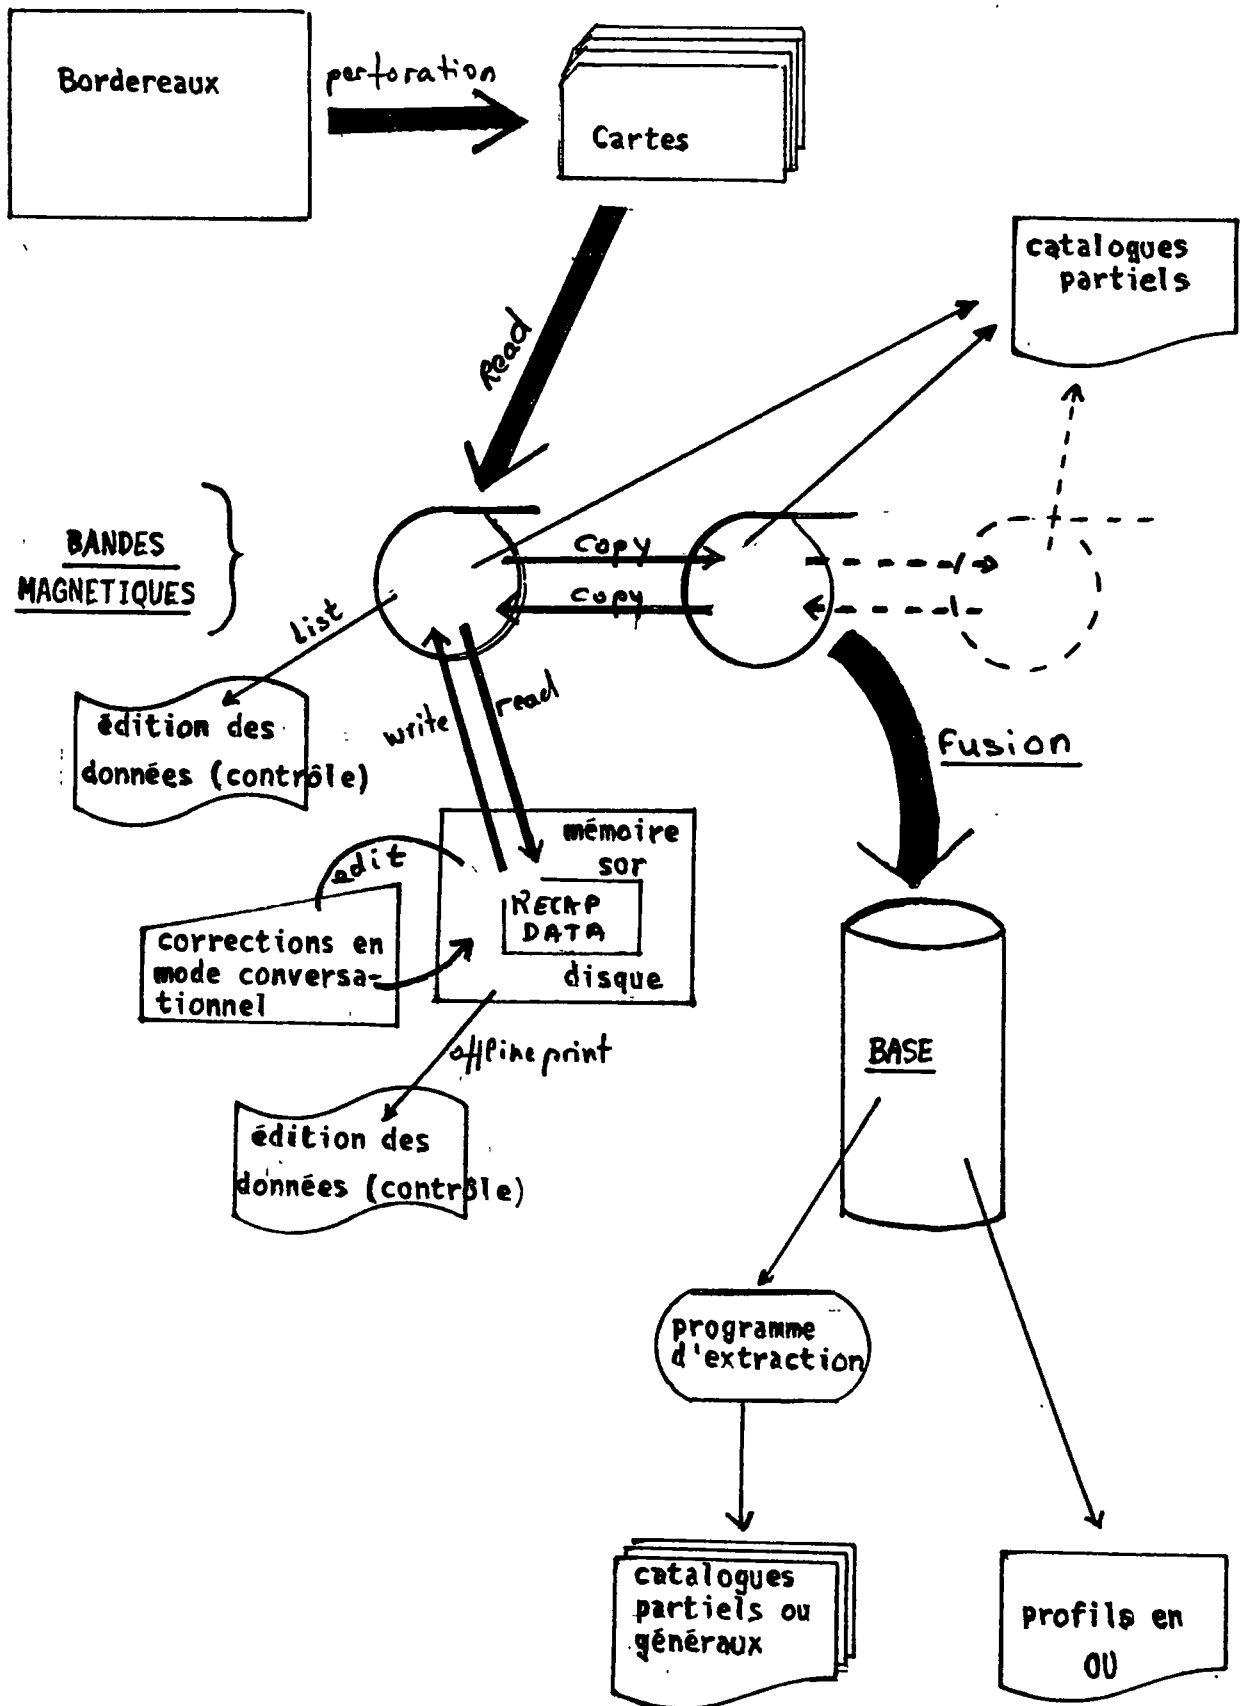 Bordereaux
perforation
Cartes
Read
catalogues
partiels
BANDES
MAGNETIQUES
copy
copy
List
write
read
édition des
données (contrôle)
Fusion
mémoire
sor
RECAP
DATA
disque
edit
corrections en
mode conversa-
tionnel
offline print
édition des
données (contrôle)
BASE
programme
d'extraction
catalogues
partiels ou
généraux
profils en
OU